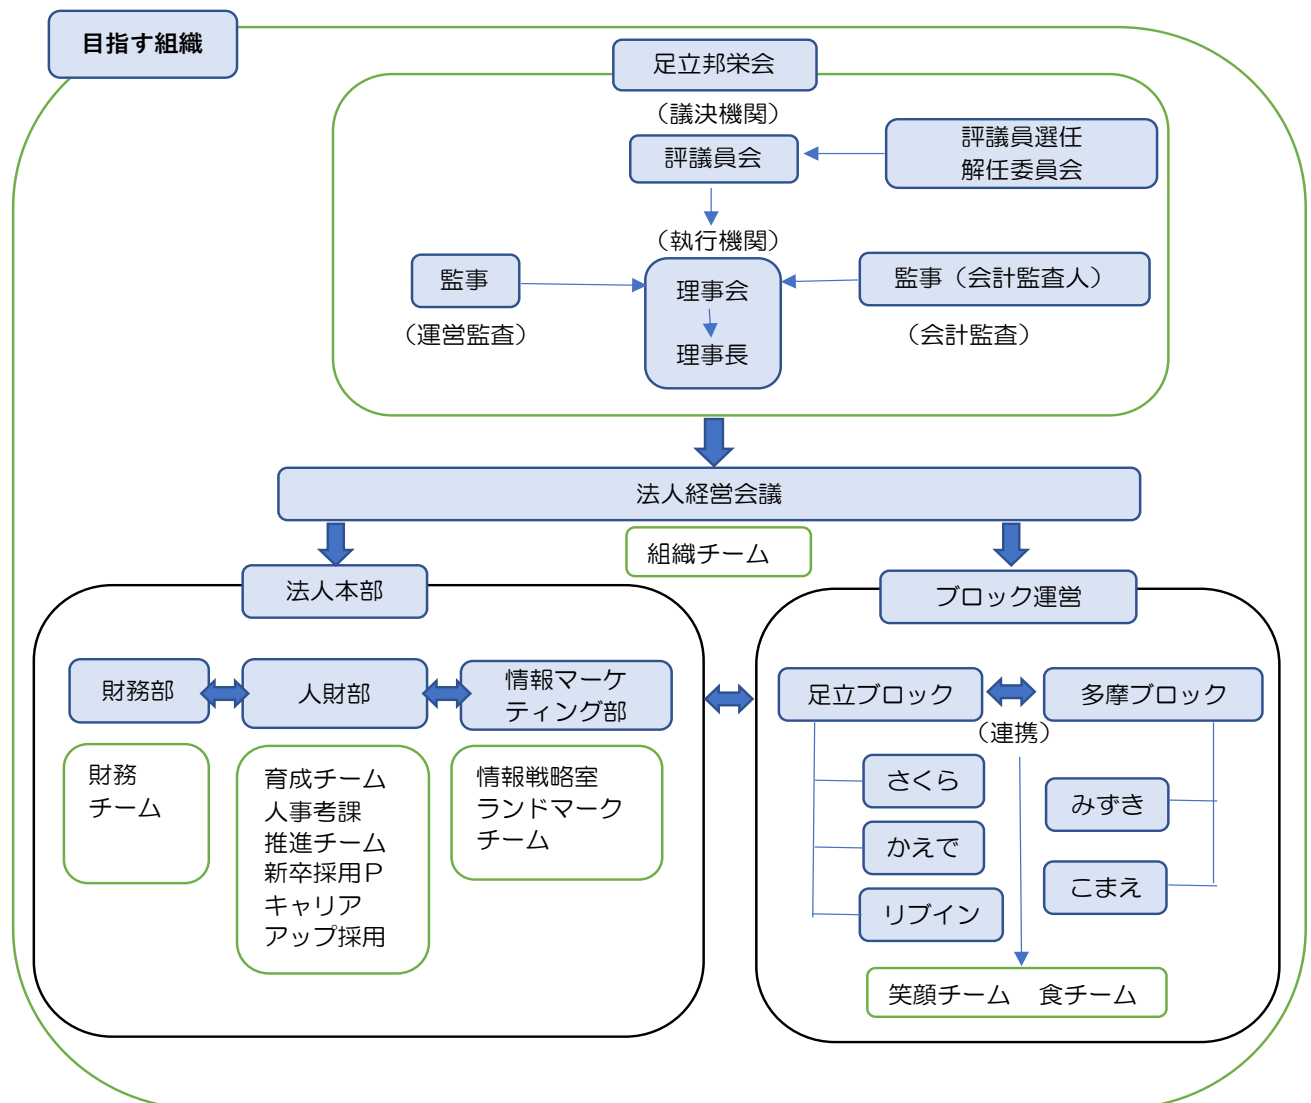 目指す組織
足立邦栄会
（議決機関）
評議員会
評議員選任
解任委員会
（執行機関）
監事
（運営監査）
理事会
理事長
監事（会計監査人）
（会計監査）
法人経営会議
組織チーム
法人本部
財務部
人財部
情報マーケ
ティング部
財務
チーム
育成チーム
人事考課
推進チーム
新卒採用Ｐ
キャリア
アップ採用
情報戦略室
ランドマーク
チーム
ブロック運営
足立ブロック
多摩ブロック
（連携）
さくら
かえで
リブイン
みずき
こまえ
笑顔チーム　食チーム